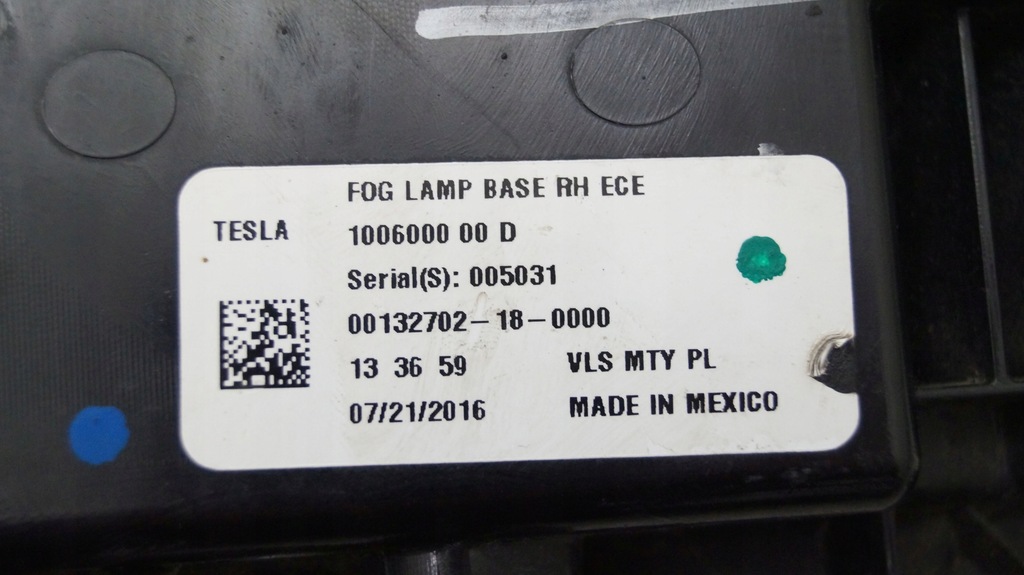 FOG LAMP BASE RH ECE
TESLA
1006000 00 D
Serial(S): 005031
00132702-18-0000
13 36 59 VLS MTY PL
07/21/2016 MADE IN MEXICO